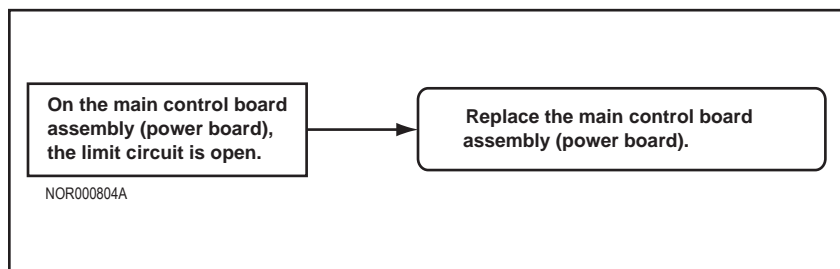 On the main control board
assembly (power board),
the limit circuit is open.
Replace the main control board
assembly (power board).
NOR000804A